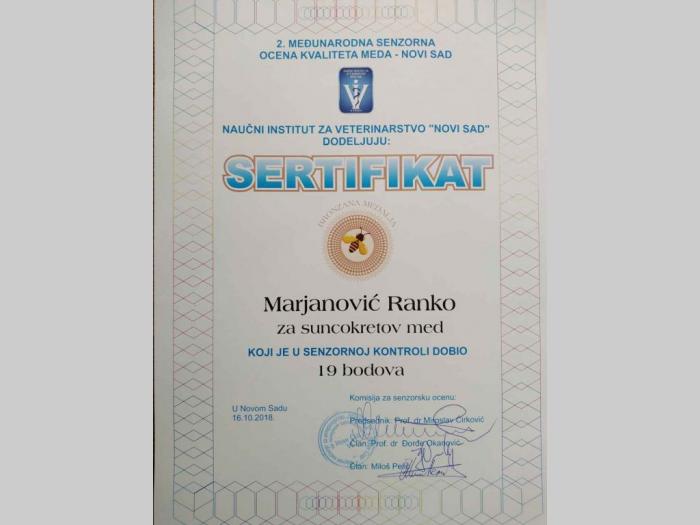 2. MEĐUNARODNA SENZORNA
OCENA KVALITETA MEDA - NOVI SAD
NAUČNI INSTITUT ZA VETERINARSTVO "NOVI SAD"
DODELJUJU:
SERTIFIKAT
BRONZANA MEDALJA
Marjanović Ranko
za suncokretov med
KOJI JE U SENZORNOJ KONTROLI DOBIO
19 bodova
Komisija za senzorsku ocenu:
U Novom Sadu
16.10.2018.
Predsednik: Prof. dr Miroslav Ćirković
Član: Prof. dr Đorđe Okanović
Član: Miloš Pelić